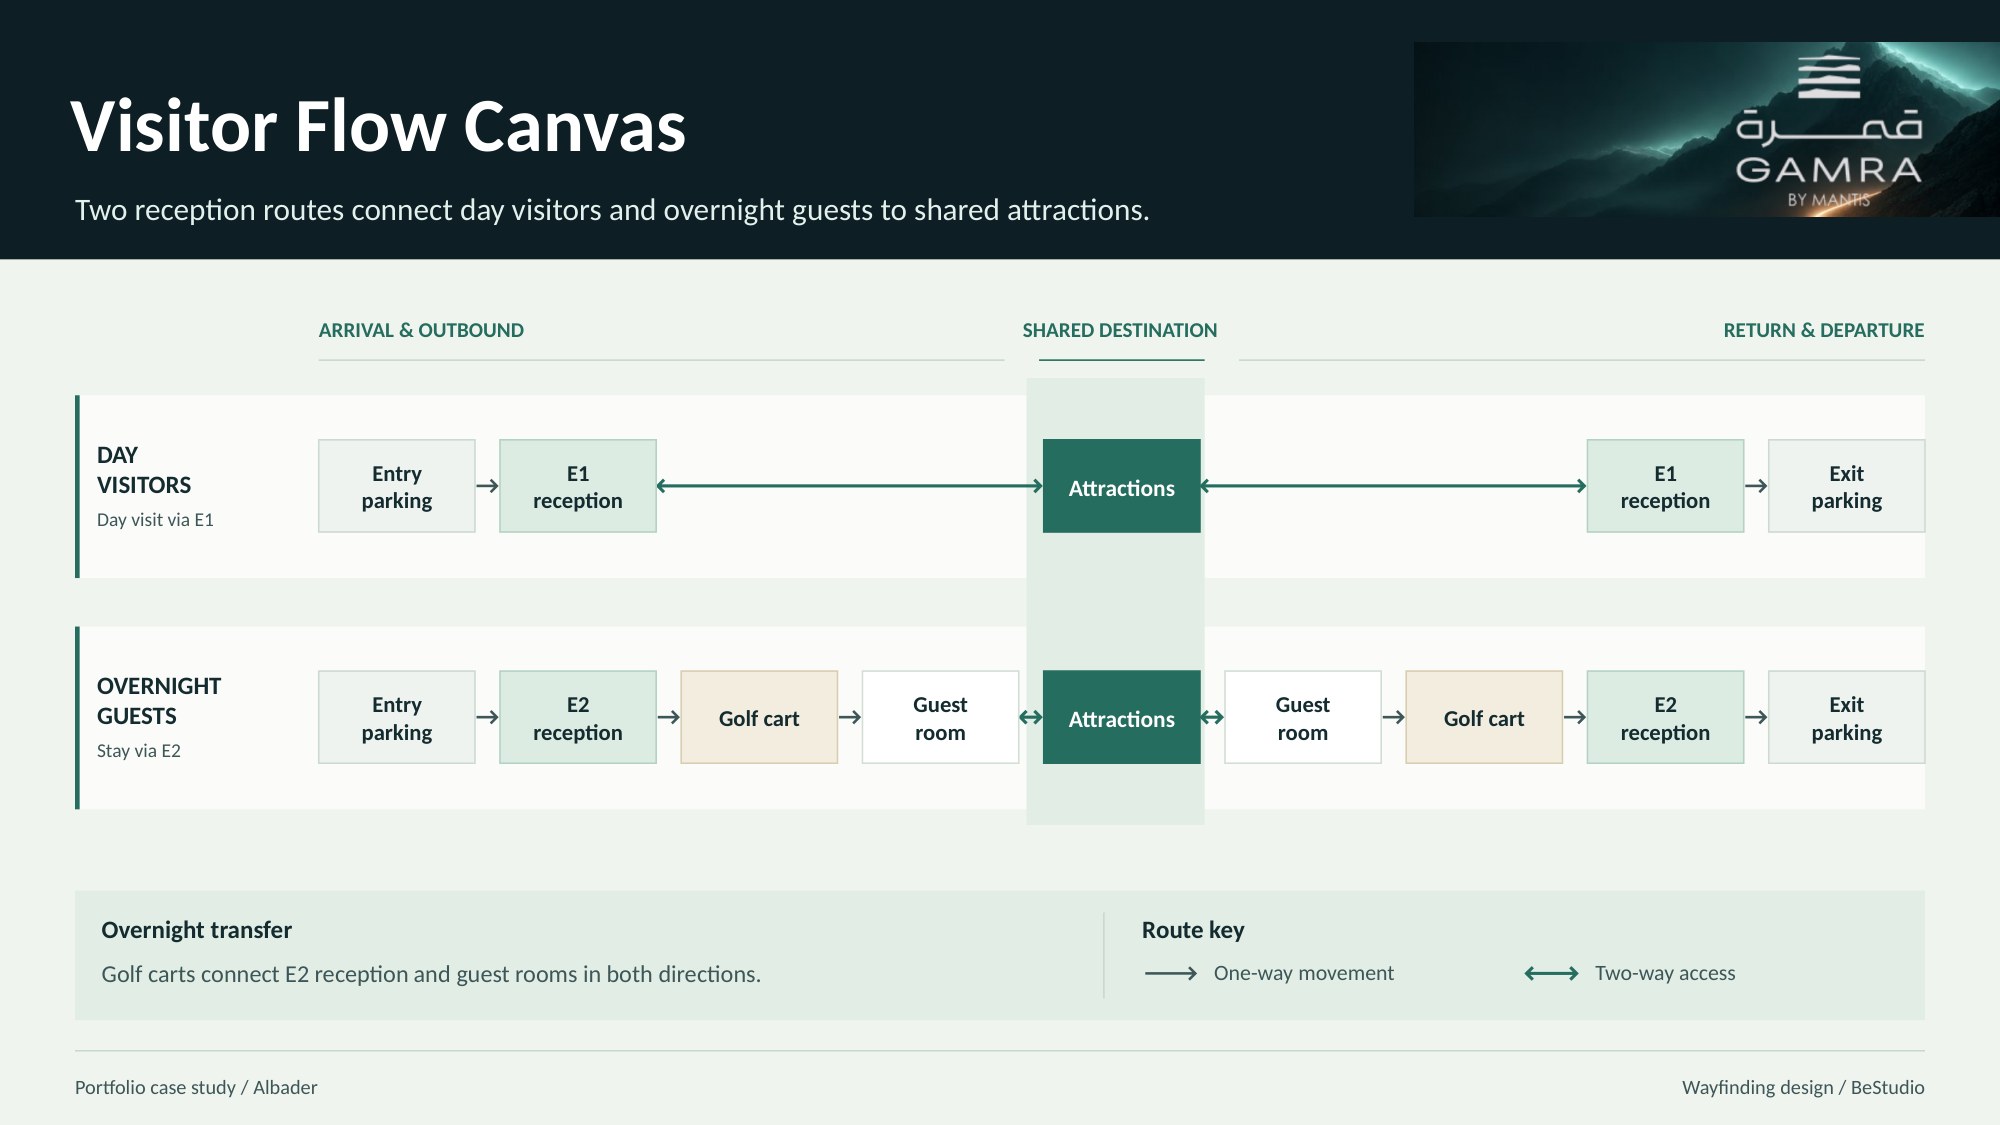 Visitor Flow Canvas
Two reception routes connect day visitors and overnight guests to shared attractions.
قمرة
GAMRA
BY MANTIS
ARRIVAL & OUTBOUND
SHARED DESTINATION
RETURN & DEPARTURE
DAY
VISITORS
Day visit via E1
Entry
parking
E1
reception
Attractions
E1
reception
Exit
parking
OVERNIGHT
GUESTS
Stay via E2
Entry
parking
E2
reception
Golf cart
Guest
room
Attractions
Guest
room
Golf cart
E2
reception
Exit
parking
Overnight transfer
Golf carts connect E2 reception and guest rooms in both directions.
Route key
One-way movement
Two-way access
Portfolio case study / Albader
Wayfinding design / BeStudio